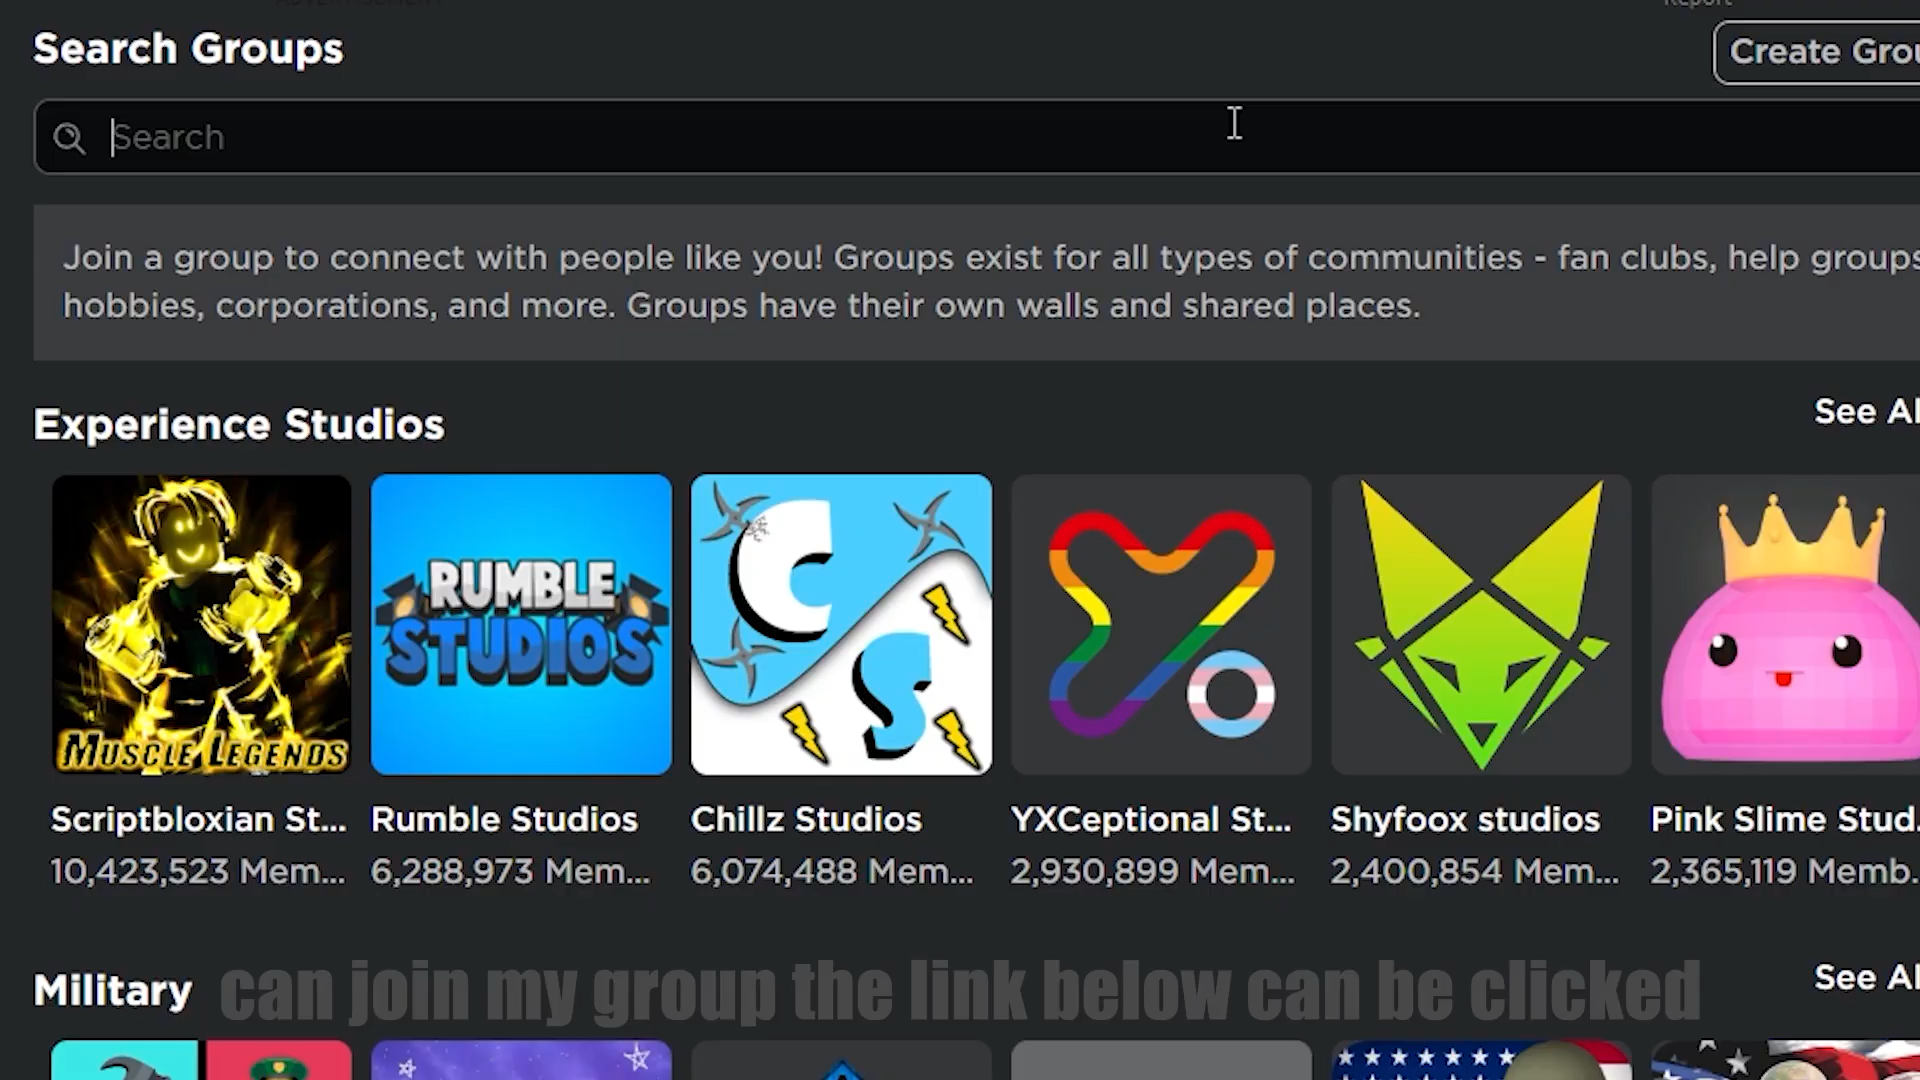 Search Groups
Create Grou
Search
Join a group to connect with people like you! Groups exist for all types of communities - fan clubs, help groups
hobbies, corporations, and more. Groups have their own walls and shared places.
Experience Studios
See Al
MUSCLE LEGENDS
RUMBLE
STUDIOS
C
S
Scriptbloxian St...
Rumble Studios
Chillz Studios
YXCeptional St...
Shyfoox studios
Pink Slime Stud.
10,423,523 Mem...
6,288,973 Mem...
6,074,488 Mem...
2,930,899 Mem...
2,400,854 Mem...
2,365,119 Memb.
Military
can join my group the link below can be clicked
See Al